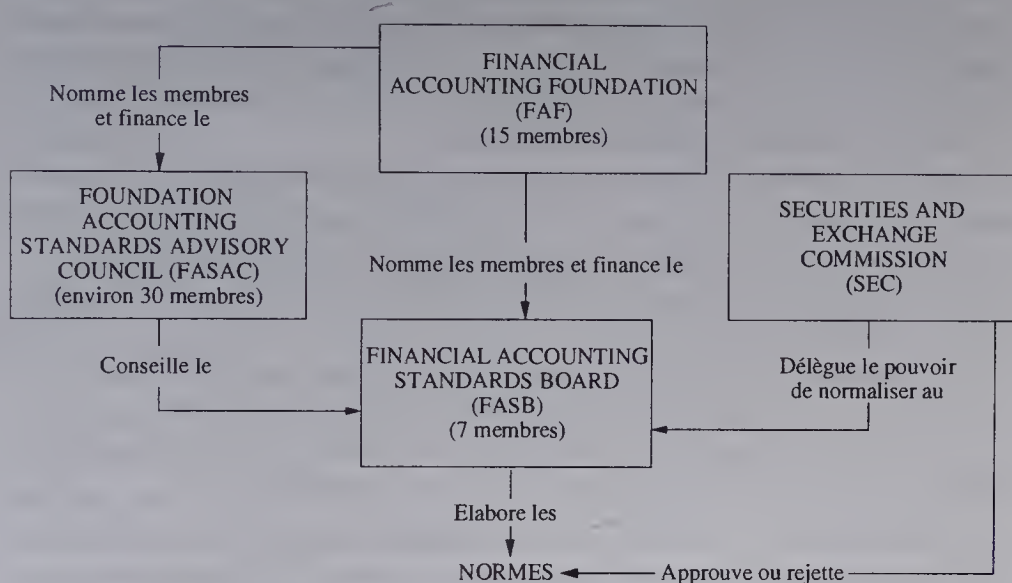 FINANCIAL
ACCOUNTING FOUNDATION
(FAF)
(15 membres)
Nomme les membres
et finance le
FOUNDATION
ACCOUNTING
STANDARDS ADVISORY
COUNCIL (FASAC)
(environ 30 membres)
Nomme les membres et finance le
SECURITIES AND
EXCHANGE
COMMISSION
(SEC)
Conseille le
FINANCIAL ACCOUNTING
STANDARDS BOARD
(FASB)
(7 membres)
Délègue le pouvoir
de normaliser au
Elabore les
NORMES
Approuve ou rejette